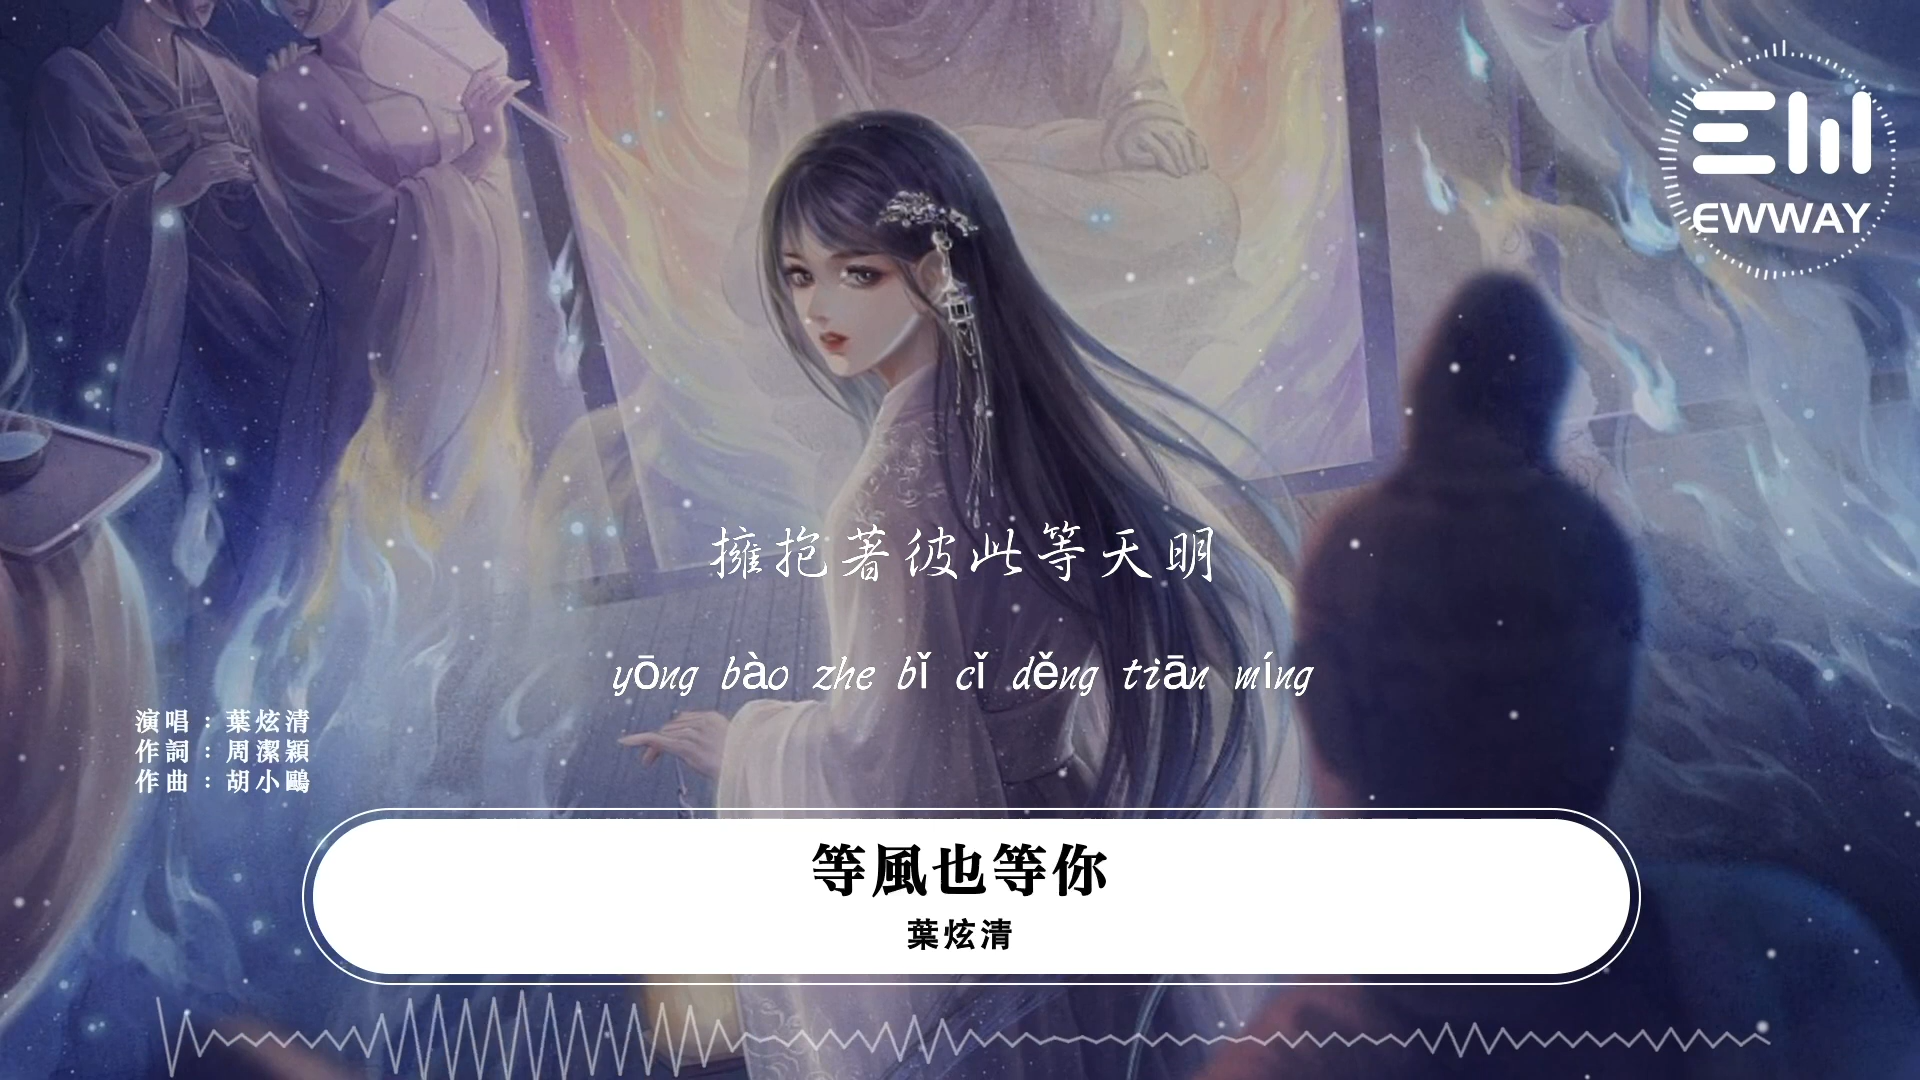 EW
EWWAY
擁抱著彼此等天明
yōng bào zhe bǐ cǐ děng tiān míng
演唱：葉炫清
作詞：周潔穎
作曲：胡小鷗
等風也等你
葉炫清